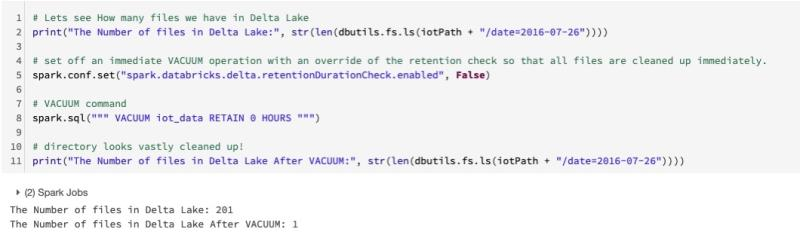 1 # Lets see How many files we have in Delta Lake
2 print("The Number of files in Delta Lake:", str(len(dbutils.fs.ls(iotPath + "/date=2016-07-26"))))
3
4 # set off an immediate VACUUM operation with an override of the retention check so that all files are cleaned up immediately.
5 spark.conf.set("spark.databricks.delta.retentionDurationCheck.enabled", False)
6
7 # VACUUM command
8 spark.sql(""" VACUUM iot_data RETAIN 0 HOURS """)
9
10 # directory looks vastly cleaned up!
11 print("The Number of files in Delta Lake After VACUUM:", str(len(dbutils.fs.ls(iotPath + "/date=2016-07-26"))))
(2) Spark Jobs
The Number of files in Delta Lake: 201
The Number of files in Delta Lake After VACUUM: 1